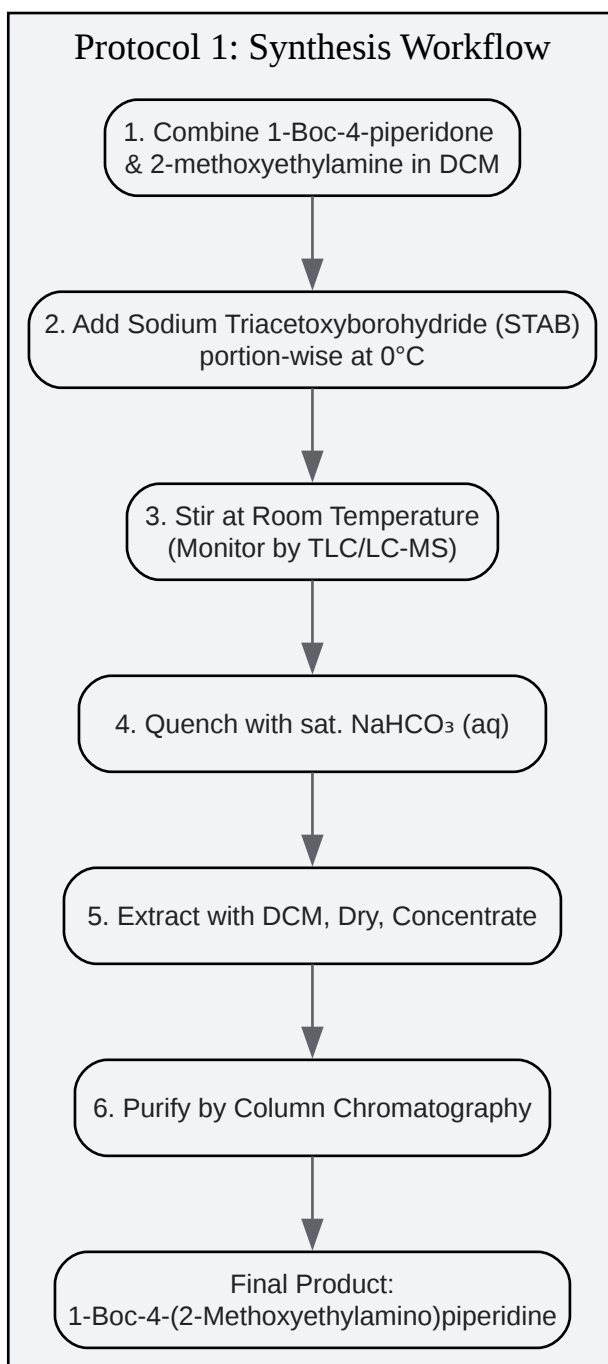 Protocol 1: Synthesis Workflow
1. Combine 1-Boc-4-piperidone
& 2-methoxyethylamine in DCM
2. Add Sodium Triacetoxyborohydride (STAB)
portion-wise at 0°C
3. Stir at Room Temperature
(Monitor by TLC/LC-MS)
4. Quench with sat. NaHCO₃ (aq)
5. Extract with DCM, Dry, Concentrate
6. Purify by Column Chromatography
Final Product:
1-Boc-4-(2-Methoxyethylamino)piperidine